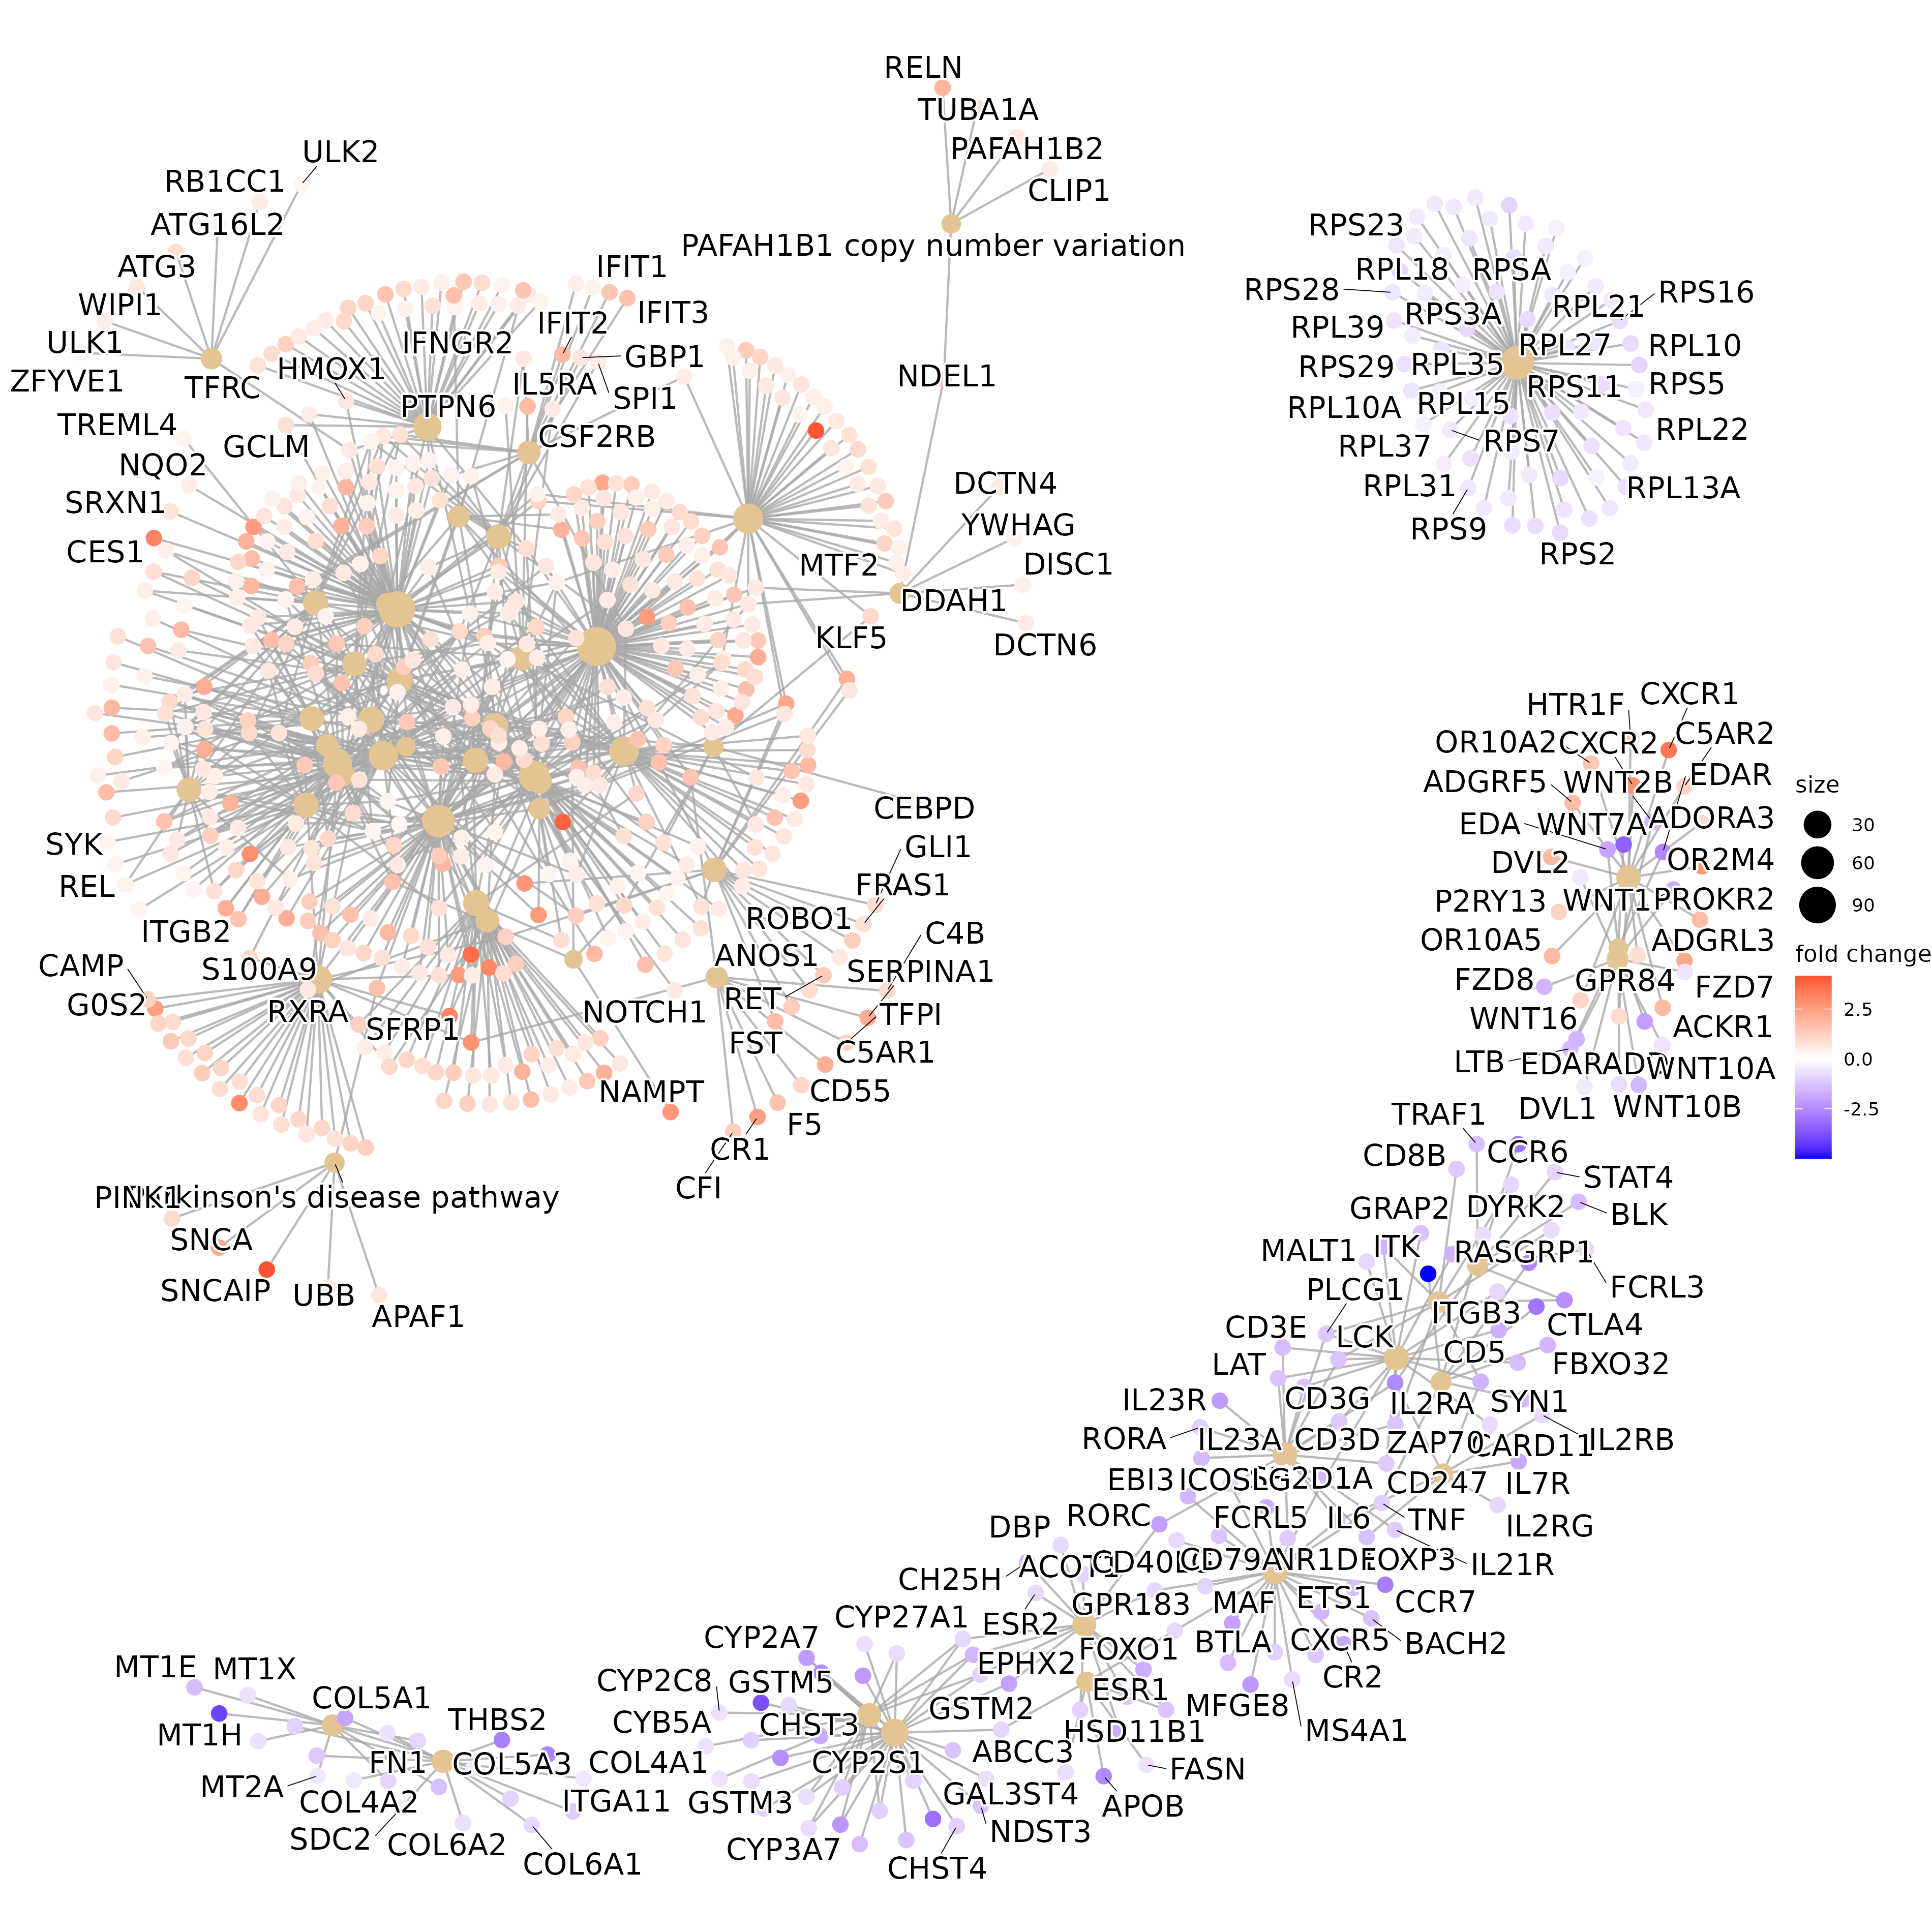 RELN
TUBA1A
PAFAH1B2
CLIP1
PAFAH1B1 copy number variation
NDEL1
ULK2
RB1CC1
ATG16L2
ATG3
WIPI1
ULK1
ZFYVE1
TFRC
HMOX1
IFNGR2
IFIT1
IFIT3
IFIT2
GBP1
IL5RA
SPI1
PTPN6
CSF2RB
TREML4
GCLM
NQO2
SRXN1
CES1
MTF2
KLF5
DDAH1
DCTN4
YWHAG
DISC1
DCTN6
RPS23
RPL18
RPSA
RPS28
RPS3A
RPL21
RPS16
RPL39
RPL27
RPL10
RPS29
RPL35
RPS11
RPS5
RPL10A
RPL15
RPL22
RPL37
RPS7
RPL31
RPL13A
RPS9
RPS2
HTR1F
CXCR1
OR10A2
CXCR2
C5AR2
ADGRF5
WNT2B
EDAR
EDA
WNT7A
ADORA3
DVL2
OR2M4
P2RY13
WNT1
PROKR2
OR10A5
ADGRL3
FZD8
GPR84
FZD7
WNT16
ACKR1
LTB
EDARADD
WNT10A
DVL1
WNT10B
size
30
60
90
fold change
2.5
0.0
-2.5
SYK
REL
ITGB2
CAMP
S100A9
G0S2
RXRA
SFRP1
NOTCH1
NAMPT
CEBPD
GLI1
FRAS1
ROBO1
C4B
ANOS1
SERPINA1
RET
TFPI
FST
C5AR1
CD55
F5
CR1
CFI
PINK1
Parkinson's disease pathway
SNCA
SNCAIP
UBB
APAF1
TRAF1
CD8B
CCR6
STAT4
GRAP2
DYRK2
BLK
MALT1
ITK
RASGRP1
PLCG1
FCRL3
CD3E
LCK
ITGB3
CTLA4
LAT
CD5
FBXO32
IL23R
CD3G
IL2RA
SYN1
RORA
IL23A
CD3D
ZAP70
CARD11
IL2RB
EBI3
CD247
IL7R
RORC
FCRL5
IL6
TNF
IL2RG
DBP
CD79A
FOXP3
IL21R
CH25H
GPR183
MAF
ETS1
CCR7
CYP27A1
ESR2
FOXO1
BTLA
CXCR5
BACH2
CYP2A7
EPHX2
CR2
CYP2C8
GSTM5
ESR1
MFGE8
GSTM2
MS4A1
CYB5A
CHST3
HSD11B1
COL4A1
CYP2S1
ABCC3
FASN
GSTM3
GAL3ST4
APOB
NDST3
CYP3A7
CHST4
MT1E
MT1X
COL5A1
THBS2
MT1H
FN1
COL5A3
MT2A
COL4A2
ITGA11
SDC2
COL6A2
COL6A1